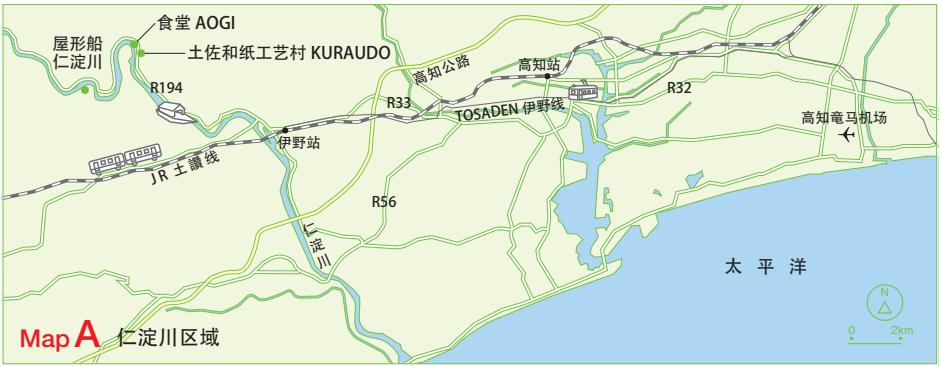 食堂 AOGI
屋形船
仁淀川
土佐和纸工艺村 KURAUDO
R194
高知公路
高知站
R33
R32
TOSADEN 伊野线
高知竜马机场
伊野站
JR 土讃线
R56
仁淀川
太平洋
N
0 2km
Map A 仁淀川区域